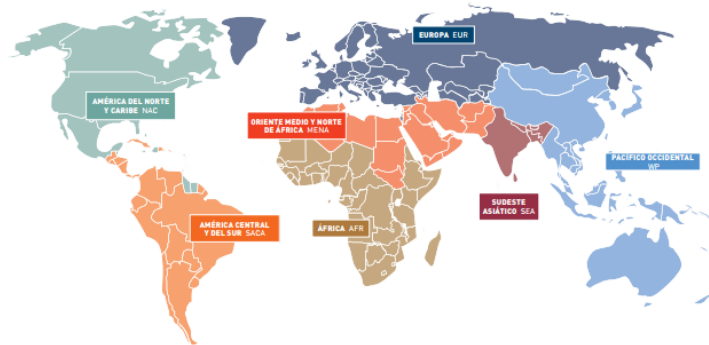 EUROPA EUR
AMÉRICA DEL NORTE
Y CARIBE NAC
ORIENTE MEDIO Y NORTE
DE ÁFRICA MENA
PACIFICO OCCIDENTAL
WP
SUDESTE
ASIÁTICO SEA
AMÉRICA CENTRAL
Y DEL SUR SACA
ÁFRICA AFR